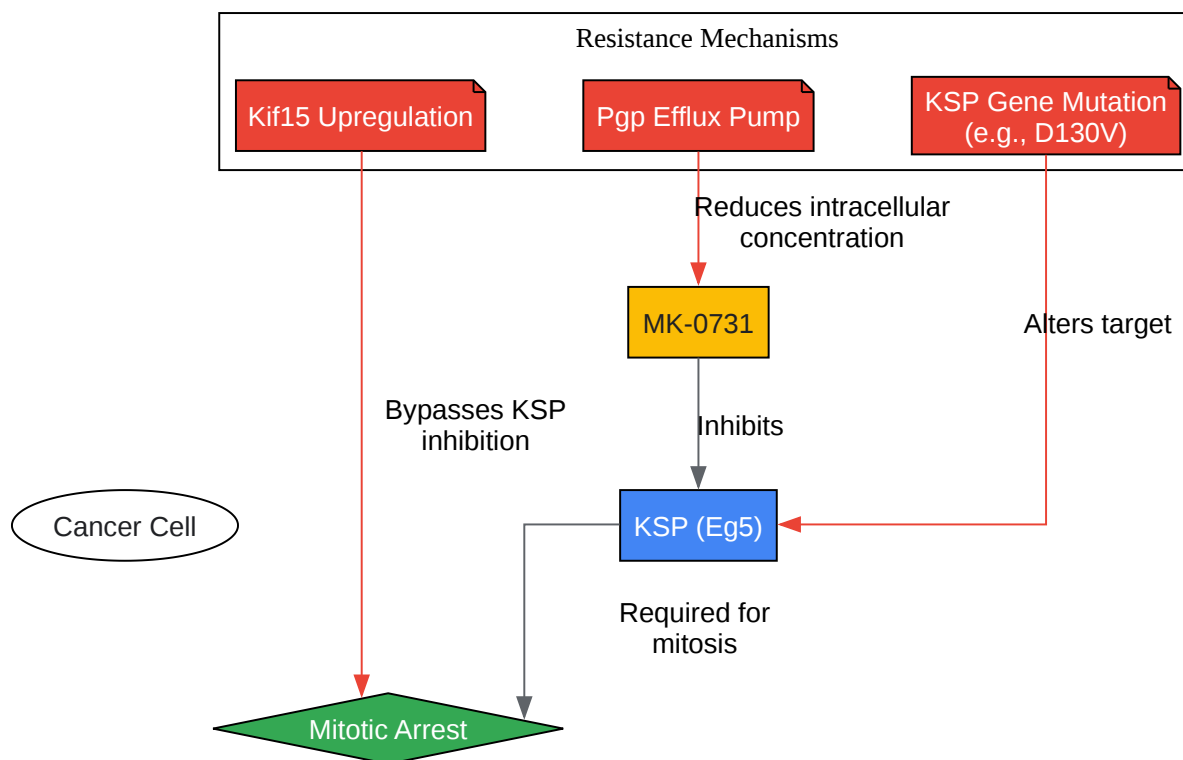 Resistance Mechanisms
Kif15 Upregulation
Pgp Efflux Pump
KSP Gene Mutation
(e.g., D130V)
Reduces intracellular
concentration
MK-0731
Alters target
Bypasses KSP
inhibition
Inhibits
Cancer Cell
KSP (Eg5)
Required for
mitosis
Mitotic Arrest